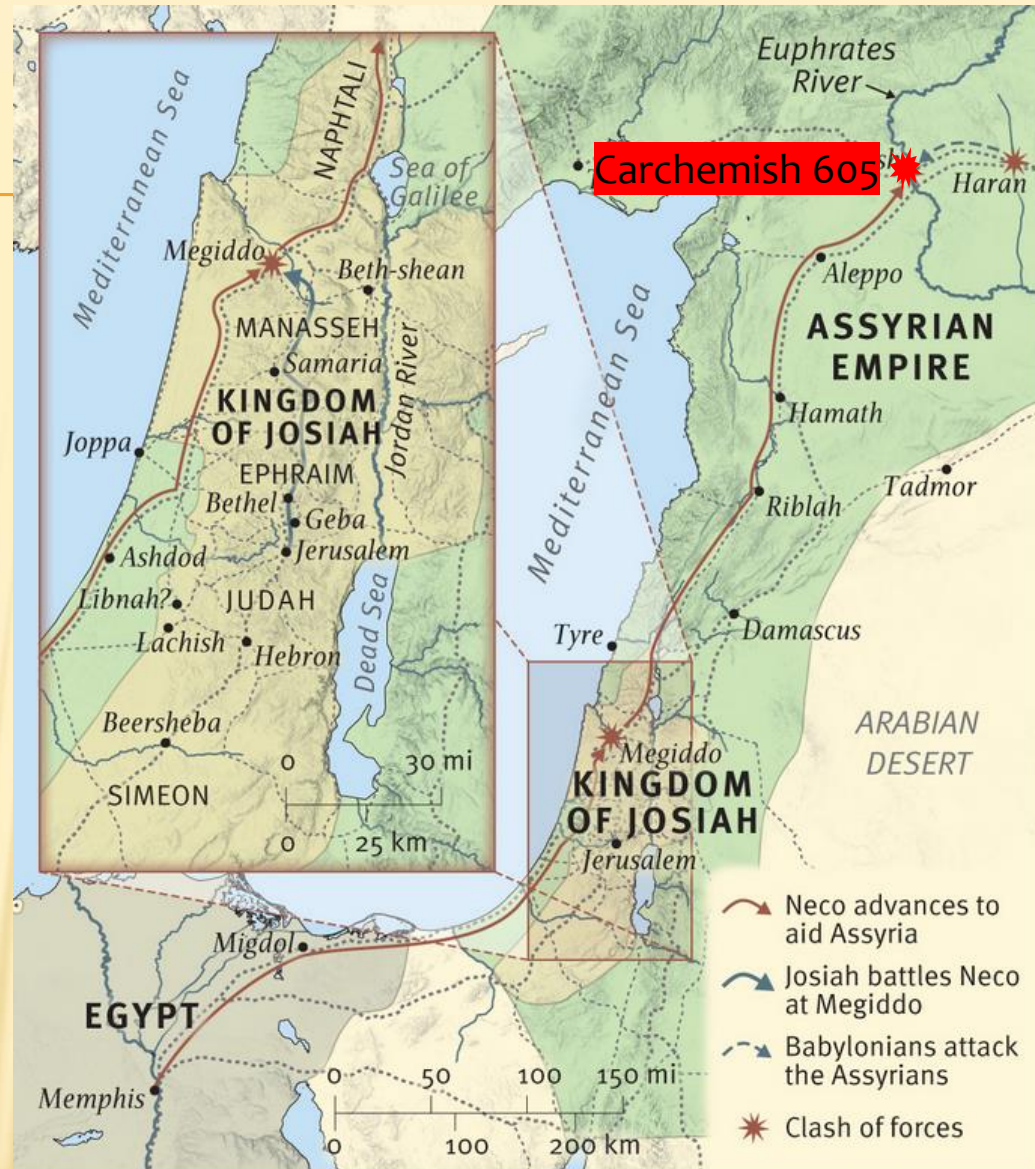 Mediterranean Sea
NAPHTALI
Sea of
Galilee
Megiddo
Beth-shean
MANASSEH
Samaria
KINGDOM
OF JOSIAH
Jordan River
Joppa
EPHRAIM
Bethel
Geba
Jerusalem
Ashdod
Libnah?
JUDAH
Lachish
Hebron
Dead Sea
Beersheba
SIMEON
0 30 mi
0 25 km
Euphrates
River
Carchemish 605
Haran
Aleppo
ASSYRIAN
EMPIRE
Hamath
Mediterranean Sea
Riblah
Tadmor
Tyre
Damascus
ARABIAN
DESERT
Megiddo
KINGDOM
OF JOSIAH
Jerusalem
Migdol
EGYPT
Memphis
0 50 100 150 mi
0 100 200 km
Neco advances to
aid Assyria
Josiah battles Neco
at Megiddo
Babylonians attack
the Assyrians
Clash of forces